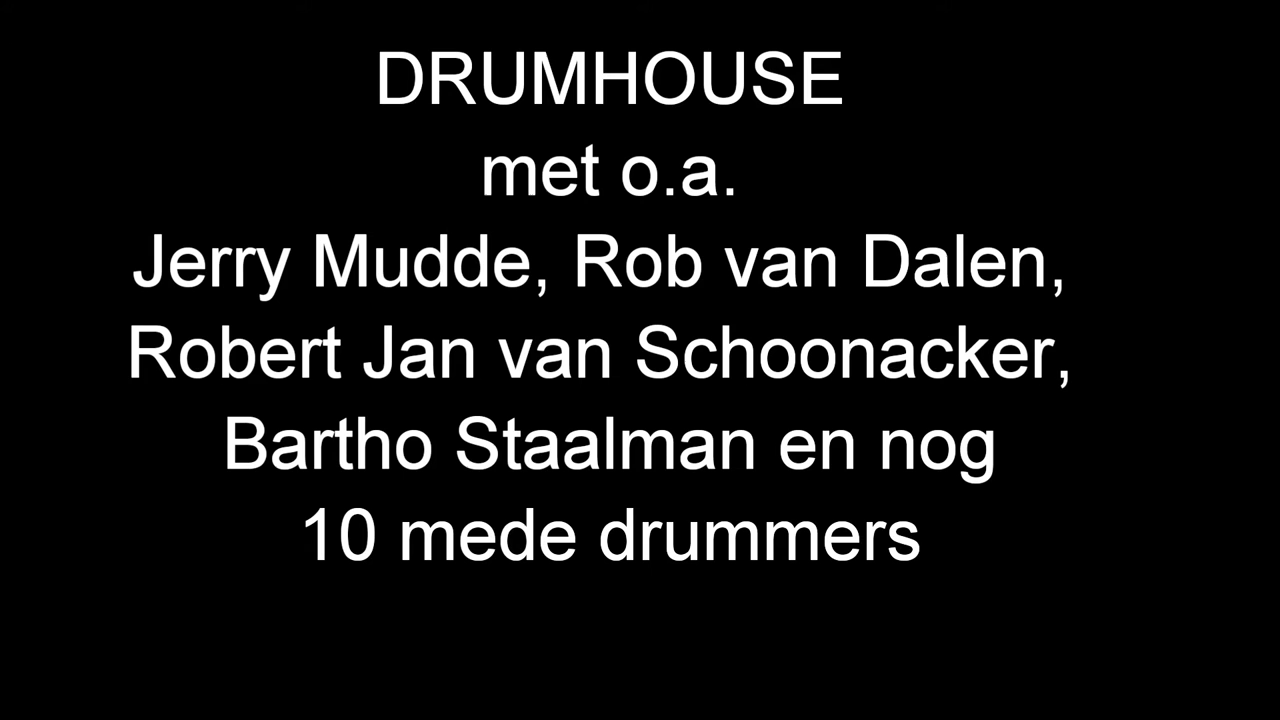 DRUMHOUSE
met o.a.
Jerry Mudde, Rob van Dalen,
Robert Jan van Schoonacker,
Bartho Staalman en nog
10 mede drummers